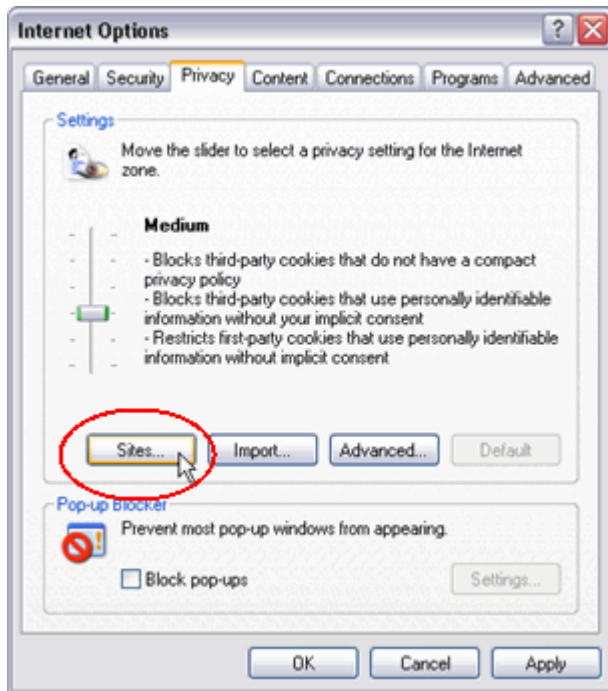 Internet Options
?
General Security Privacy Content Connections Programs Advanced
Settings
Move the slider to select a privacy setting for the Internet
zone.
Medium
- Blocks third-party cookies that do not have a compact
privacy policy
- Blocks third-party cookies that use personally identifiable
information without your implicit consent
- Restricts first-party cookies that use personally identifiable
information without implicit consent
Sites... Import... Advanced... Default
Pop-up Blocker
Prevent most pop-up windows from appearing.
Block pop-ups Settings...
OK Cancel Apply